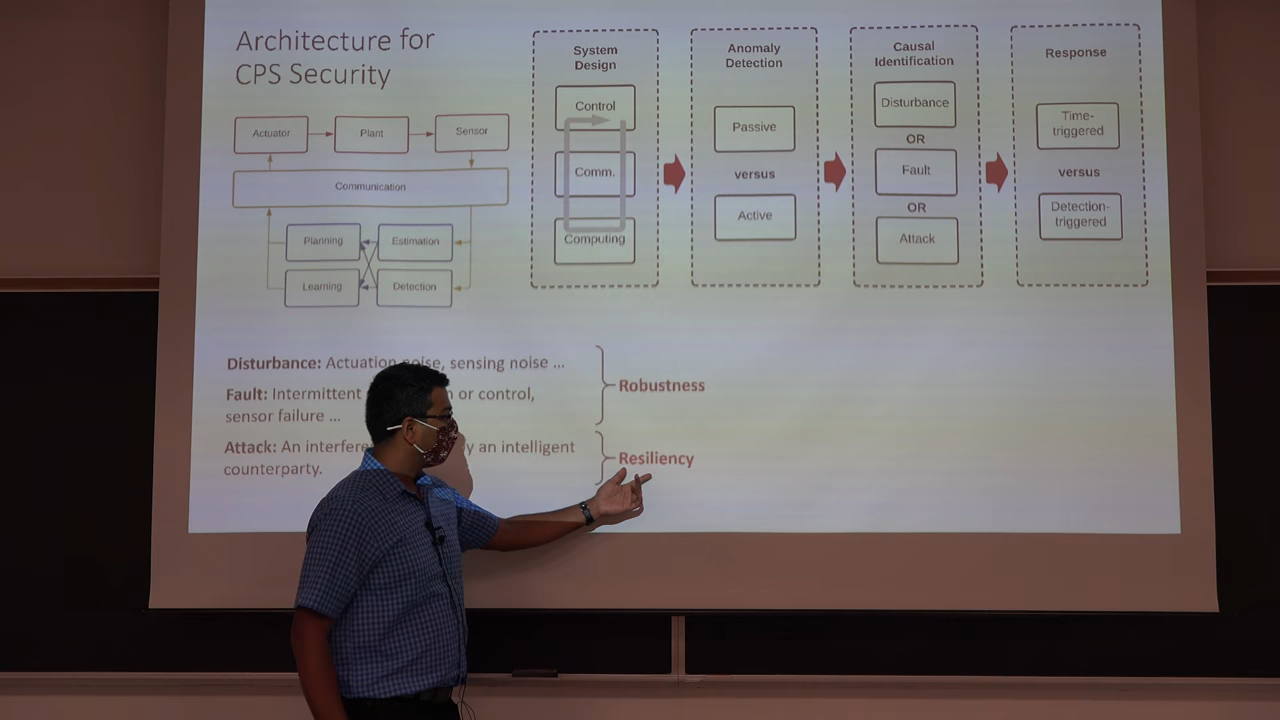 Architecture for
CPS Security
Actuator
Plant
Sensor
Communication
Planning
Estimation
Learning
Detection
System
Design
Control
Comm.
Computing
Anomaly
Detection
Passive
versus
Active
Causal
Identification
Disturbance
OR
Fault
OR
Attack
Response
Time-
triggered
versus
Detection-
triggered
Disturbance: Actuation noise, sensing noise ...
Fault: Intermittent or control,
sensor failure ...
Robustness
Attack: An an intelligent
counterparty.
Resiliency